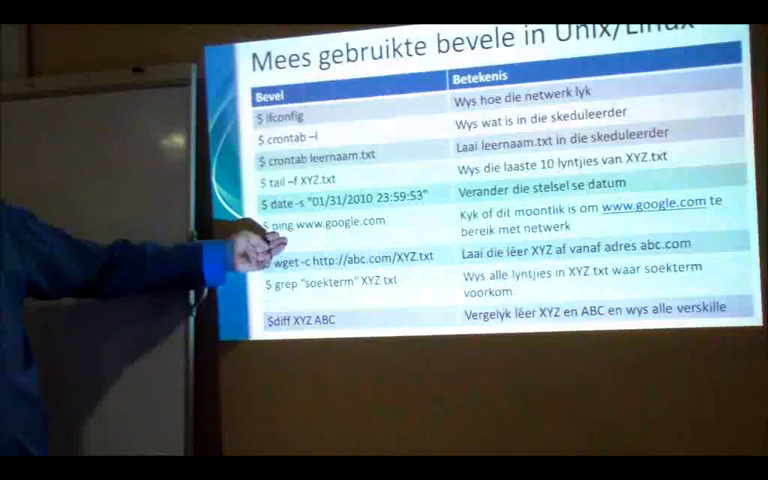 Mees gebruikte bevele in Unix/Linux
Bevel Betekenis
$ ifconfig Wys hoe die netwerk lyk
$ crontab –l Wys wat is in die skeduleerder
$ crontab leernaam.txt Laai leernaam.txt in die skeduleerder
$ tail –f XYZ.txt Wys die laaste 10 lyntjies van XYZ.txt
$ date -s "01/31/2010 23:59:53" Verander die stelsel se datum
$ ping www.google.com Kyk of dit moontlik is om www.google.com te
bereik met netwerk
wget -c http://abc.com/XYZ.txt Laai die lêer XYZ af vanaf adres abc.com
$ grep "soekterm" XYZ.txt Wys alle lyntjies in XYZ.txt waar soekterm
voorkom.
$diff XYZ ABC Vergelyk léer XYZ en ABC en wys alle verskille